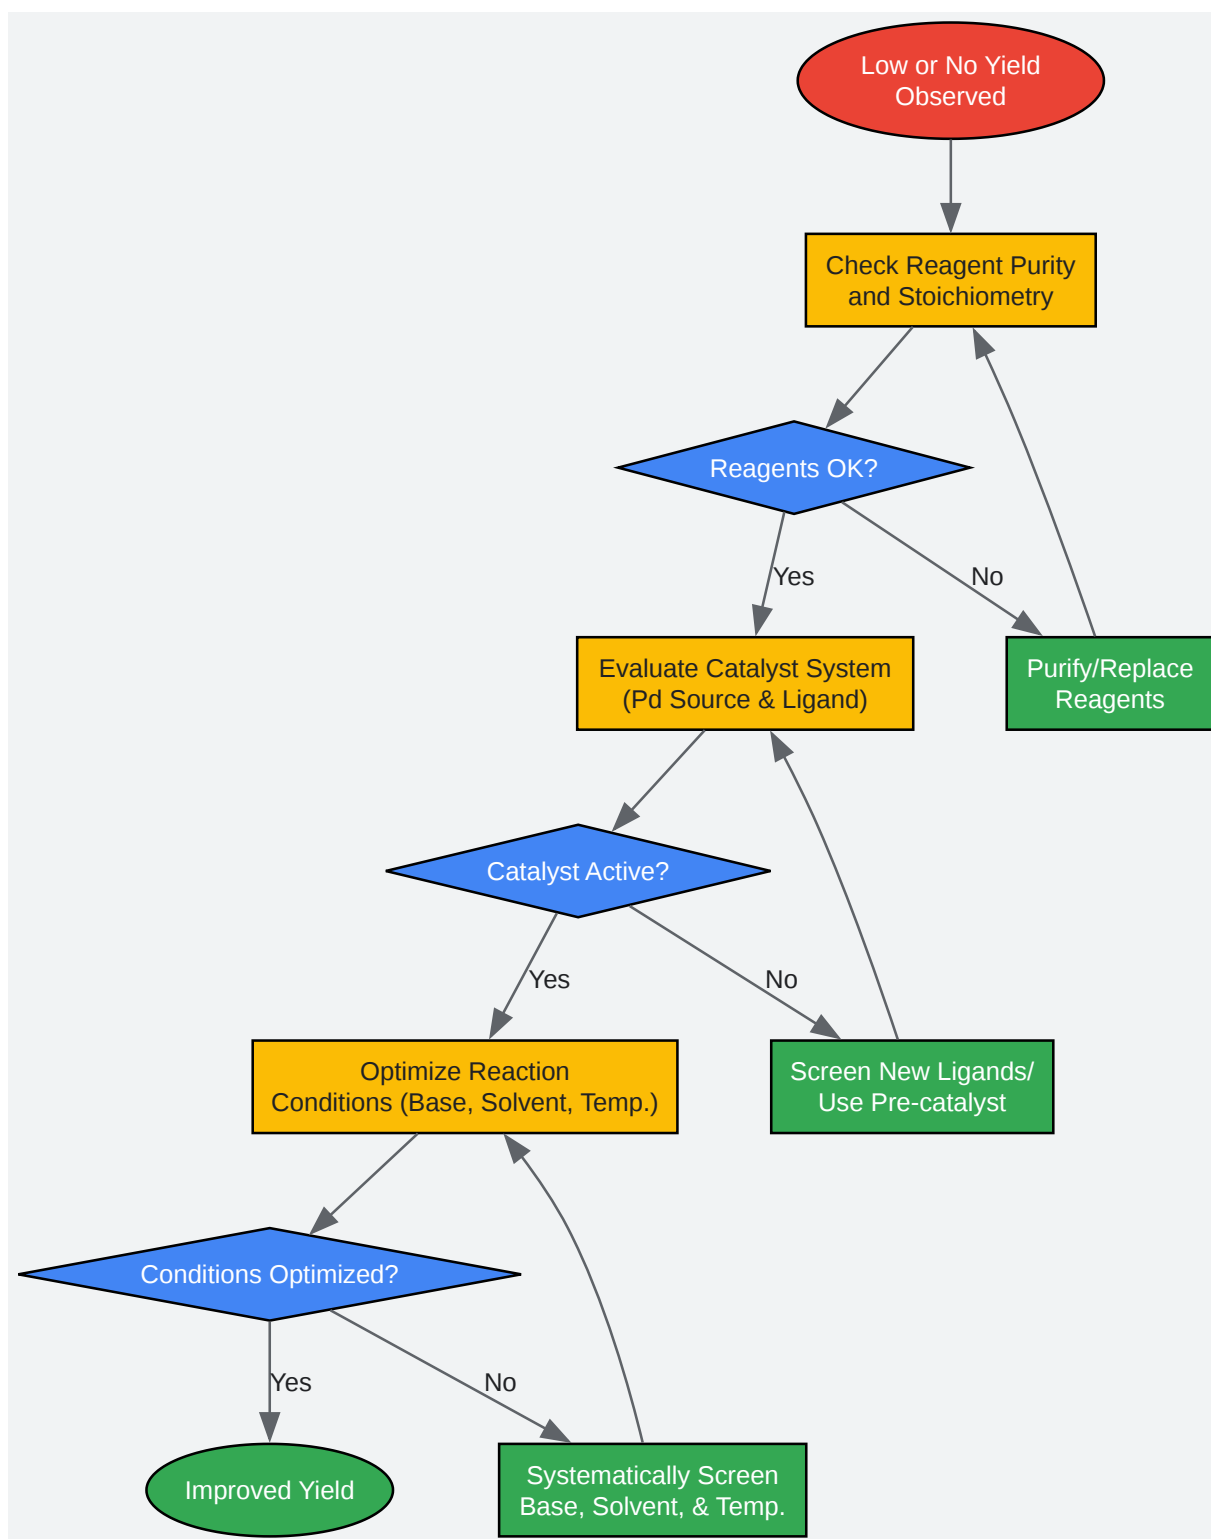 Low or No Yield
Observed
Check Reagent Purity
and Stoichiometry
Reagents OK?
Yes
No
Evaluate Catalyst System
(Pd Source & Ligand)
Purify/Replace
Reagents
Catalyst Active?
Yes
No
Optimize Reaction
Conditions (Base, Solvent, Temp.)
Screen New Ligands/
Use Pre-catalyst
Conditions Optimized?
Yes
No
Improved Yield
Systematically Screen
Base, Solvent, & Temp.